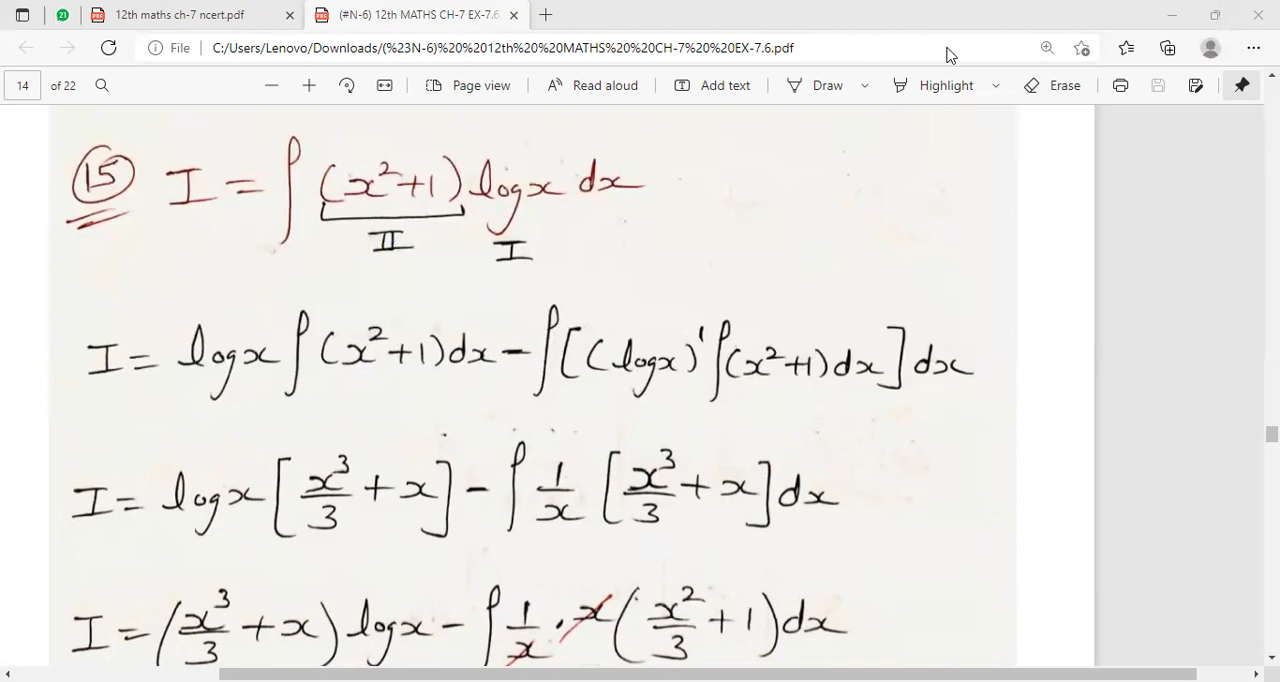 21 12th maths ch-7 ncert.pdf (#N-6) 12th MATHS CH-7 EX-7.6
File C:/Users/Lenovo/Downloads/(%23N-6)%20%2012th%20%20MATHS%20%20CH-7%20%20EX-7.6.pdf
14 of 22 Page view Read aloud Add text Draw Highlight Erase
15 I = ∫ (x²+1) log x dx
II I
I = log x ∫ (x²+1) dx - ∫ [(log x)' ∫ (x²+1) dx] dx
I = log x [x³/3 + x] - ∫ 1/x [x³/3 + x] dx
I = (x³/3 + x) log x - ∫ 1/x · x (x²/3 + 1) dx